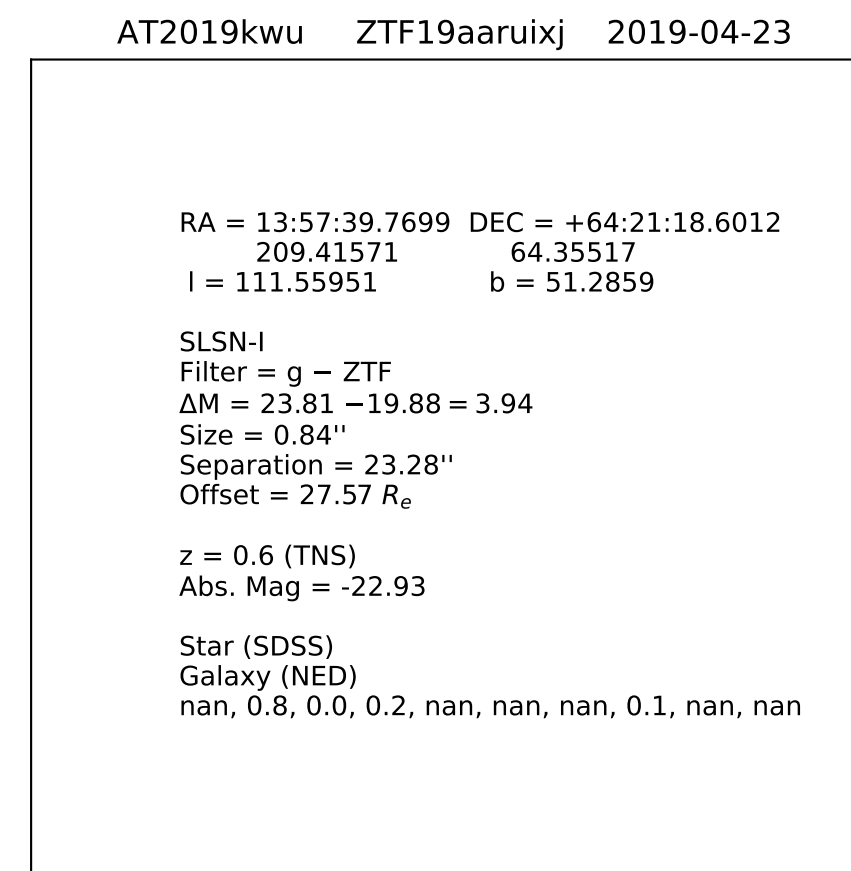 AT2019kwu ZTF19aaruixj 2019-04-23
RA = 13:57:39.7699 DEC = +64:21:18.6012
209.41571 64.35517
l = 111.55951 b = 51.2859
SLSN-I
Filter = g − ZTF
ΔM = 23.81 −19.88 = 3.94
Size = 0.84''
Separation = 23.28''
Offset = 27.57 Rₑ
z = 0.6 (TNS)
Abs. Mag = -22.93
Star (SDSS)
Galaxy (NED)
nan, 0.8, 0.0, 0.2, nan, nan, nan, 0.1, nan, nan